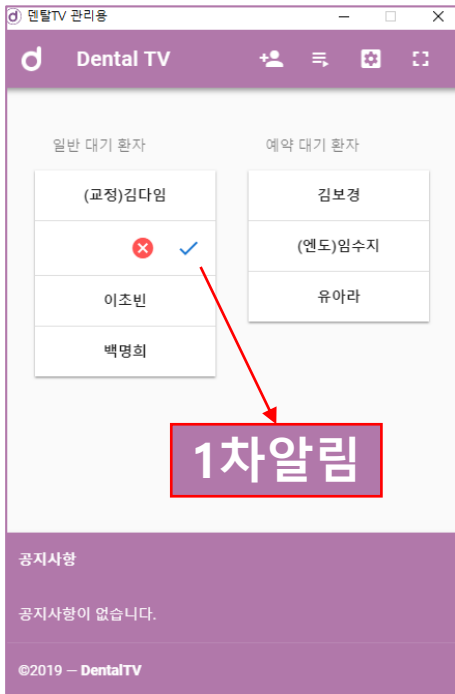 덴탈TV 관리용
Dental TV
일반 대기 환자
예약 대기 환자
(교정)김다임
김보경
(엔도)임수지
이초빈
유아라
백명희
1차알림
공지사항
공지사항이 없습니다.
©2019 — DentalTV